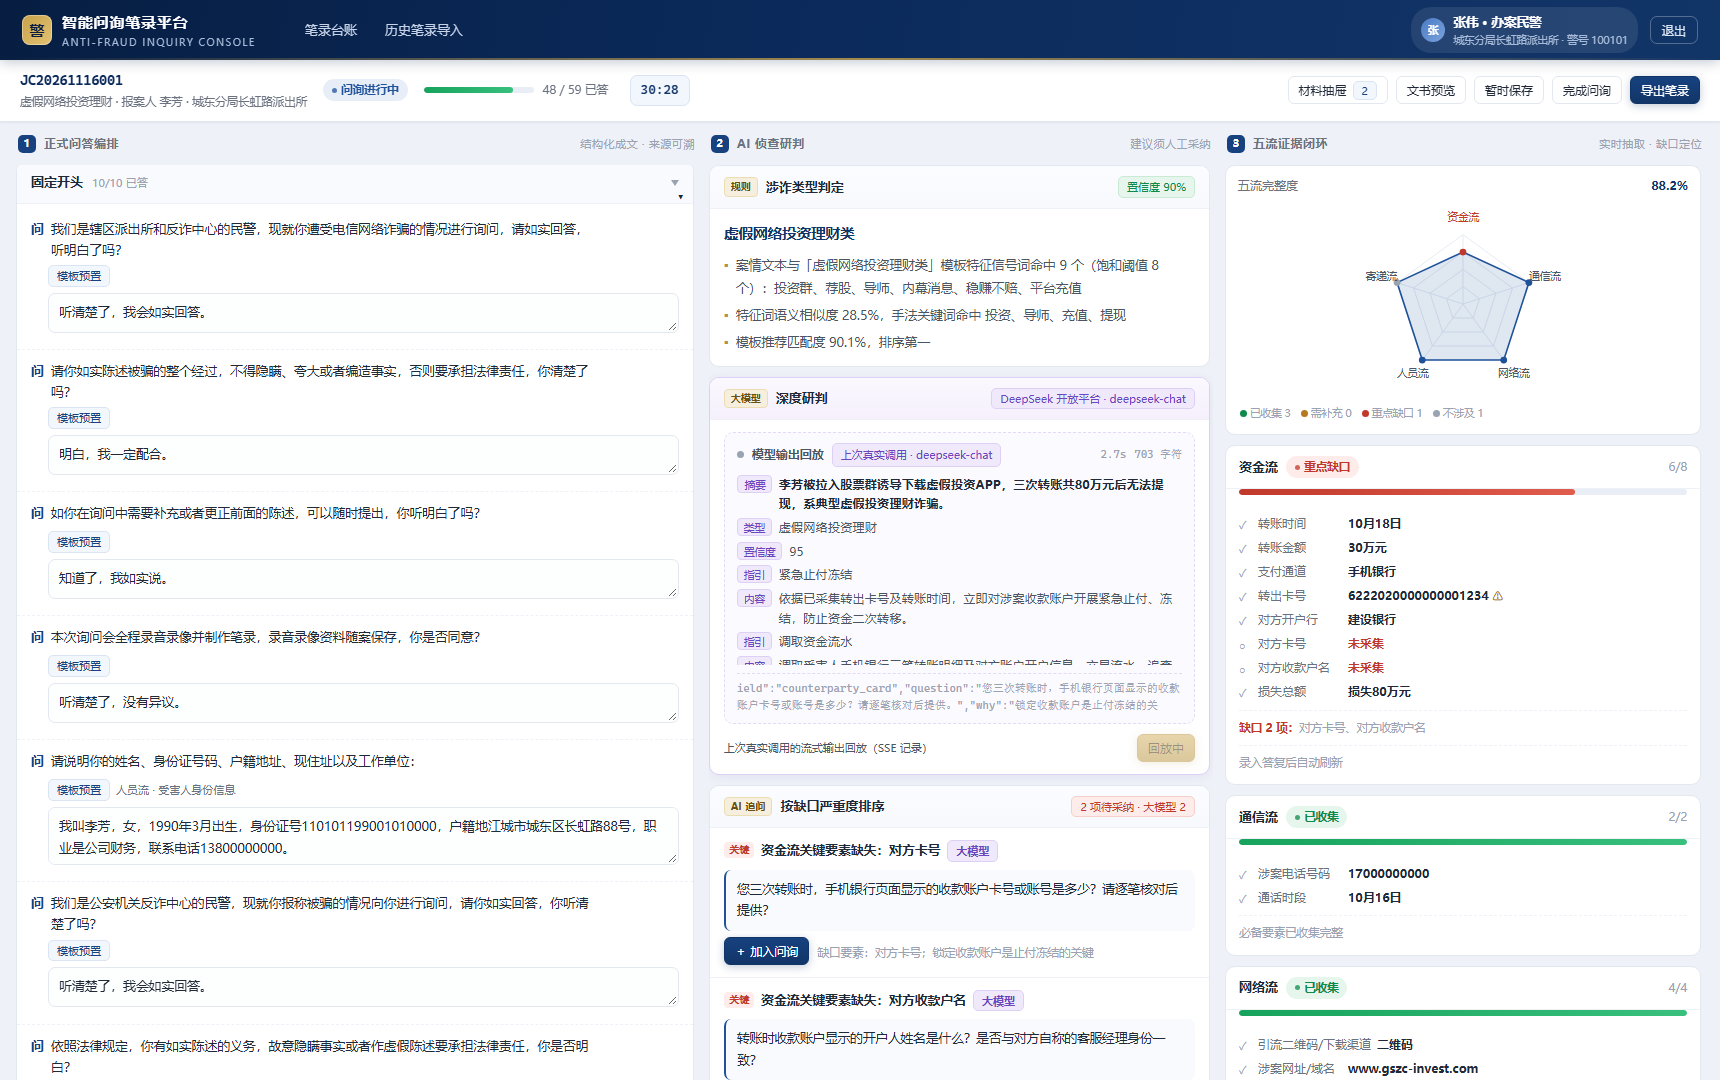 警
智能问询笔录平台
ANTI-FRAUD INQUIRY CONSOLE
笔录台账
历史笔录导入
张
张伟 • 办案民警
城东分局长虹路派出所 · 警号 100101
退出
JC20261116001
虚假网络投资理财 · 报案人 李芳 · 城东分局长虹路派出所
问询进行中
48 / 59 已答
30:28
材料抽屉 2
文书预览
暂时保存
完成问询
导出笔录
1 正式问答编排
结构化成文 · 来源可溯
固定开头 10/10 已答
问 我们是辖区派出所和反诈中心的民警，现就你遭受电信网络诈骗的情况进行询问，请如实回答，
听明白了吗？
模板预置
听清楚了，我会如实回答。
问 请你如实陈述被骗的整个经过，不得隐瞒、夸大或者编造事实，否则要承担法律责任，你清楚了
吗？
模板预置
明白，我一定配合。
问 如你在询问中需要补充或者更正前面的陈述，可以随时提出，你听明白了吗？
模板预置
知道了，我如实说。
问 本次询问会全程录音录像并制作笔录，录音录像资料随案保存，你是否同意？
模板预置
听清楚了，没有异议。
问 请说明你的姓名、身份证号码、户籍地址、现住址以及工作单位：
模板预置 人员流 · 受害人身份信息
我叫李芳，女，1990年3月出生，身份证号110101199001010000，户籍地江城市城东区长虹路88号，职
业是公司财务，联系电话13800000000。
问 我们是公安机关反诈中心的民警，现就你报称被骗的情况向你进行询问，请你如实回答，你听清
楚了吗？
模板预置
听清楚了，我会如实回答。
问 依照法律规定，你有如实陈述的义务，故意隐瞒事实或者作虚假陈述要承担法律责任，你是否明
白？
2 AI 侦查研判
建议须人工采纳
规则 涉诈类型判定
置信度 90%
虚假网络投资理财类
案情文本与「虚假网络投资理财类」模板特征信号词命中 9 个（饱和阈值 8
个）：投资群、荐股、导师、内幕消息、稳赚不赔、平台充值
特征词语义相似度 28.5%，手法关键词命中 投资、导师、充值、提现
模板推荐匹配度 90.1%，排序第一
大模型 深度研判
DeepSeek 开放平台 · deepseek-chat
模型输出回放 上次真实调用 · deepseek-chat
2.7s 703 字符
摘要 李芳被拉入股票群诱导下载虚假投资APP，三次转账共80万元后无法提
现，系典型虚假投资理财诈骗。
类型 虚假网络投资理财
置信度 95
指引 紧急止付冻结
内容 依据已采集转出卡号及转账时间，立即对涉案收款账户开展紧急止付、冻
结，防止资金二次转移。
指引 调取资金流水
ield":"counterparty_card","question":"您三次转账时，手机银行页面显示的收款
账户卡号或账号是多少？请逐笔核对后提供。","why":"锁定收款账户是止付冻结的关
上次真实调用的流式输出回放（SSE 记录）
回放中
AI 追问 按缺口严重度排序
2 项待采纳 · 大模型 2
关键 资金流关键要素缺失：对方卡号 大模型
您三次转账时，手机银行页面显示的收款账户卡号或账号是多少？请逐笔核对后
提供？
+ 加入问询 缺口要素：对方卡号；锁定收款账户是止付冻结的关键
关键 资金流关键要素缺失：对方收款户名 大模型
转账时收款账户显示的开户人姓名是什么？是否与对方自称的客服经理身份一
致？
3 五流证据闭环
实时抽取 · 缺口定位
五流完整度
88.2%
资金流
寄递流
通信流
人员流
网络流
已收集 3 需补充 0 重点缺口 1 不涉及 1
资金流 重点缺口
6/8
转账时间 10月18日
转账金额 30万元
支付通道 手机银行
转出卡号 6222020000000001234 ⚠
对方开户行 建设银行
对方卡号 未采集
对方收款户名 未采集
损失总额 损失80万元
缺口 2 项：对方卡号、对方收款户名
录入答复后自动刷新
通信流 已收集
2/2
涉案电话号码 17000000000
通话时段 10月16日
必备要素已收集完整
网络流 已收集
4/4
引流二维码/下载渠道 二维码
涉案网址/域名 www.gszc-invest.com